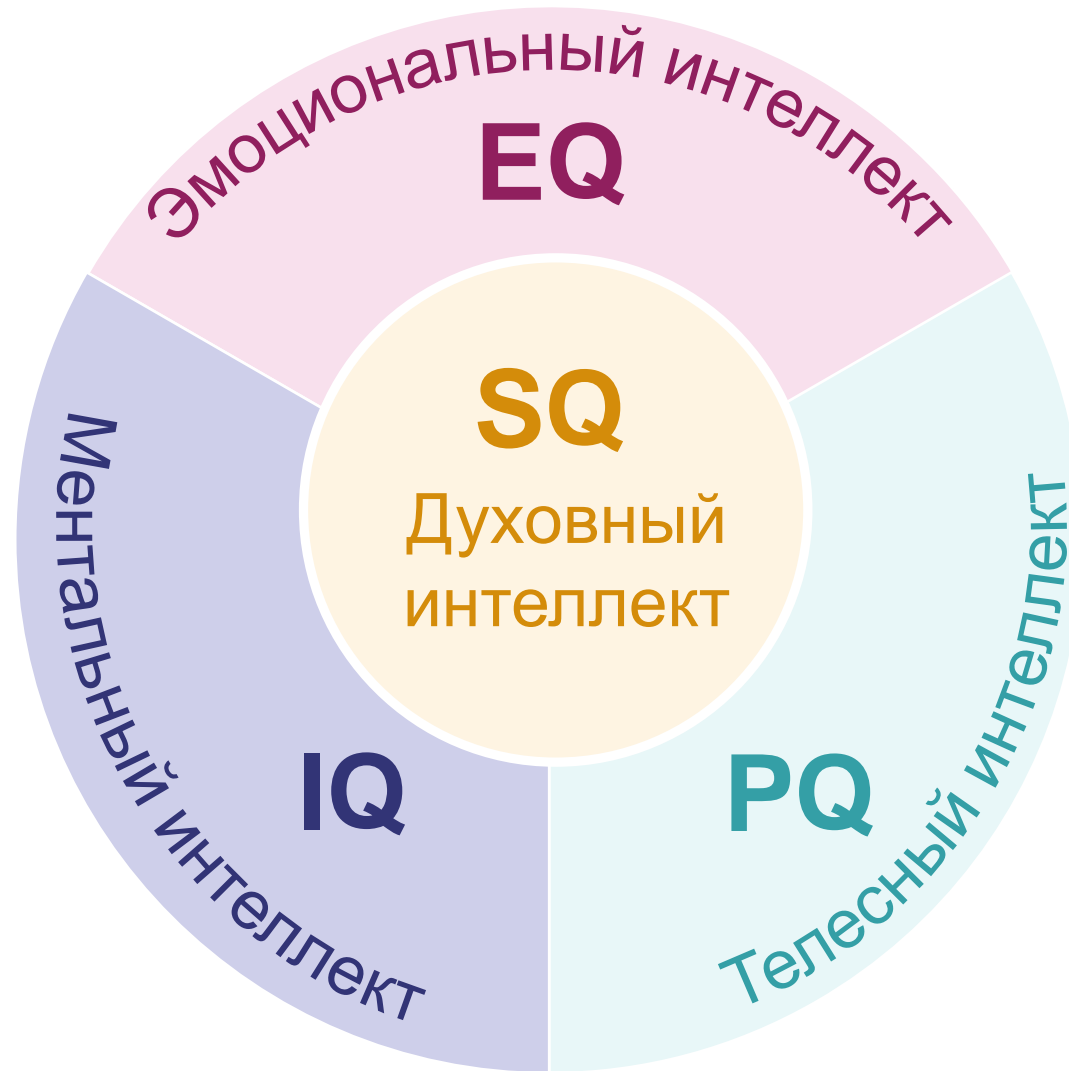 Эмоциональный интеллект
EQ
SQ
Духовный
интеллект
Ментальный интеллект
IQ
PQ
Телесный интеллект